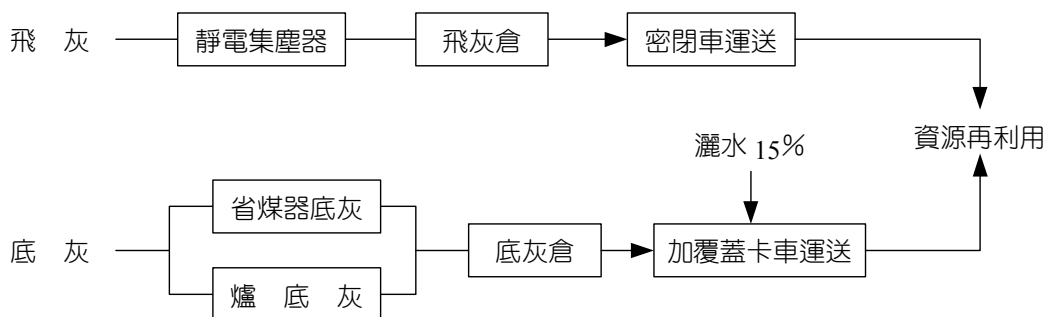 飛 灰 靜電集塵器 飛灰倉 密閉車運送
資源再利用
灑水 15%
省煤器底灰
底 灰 底灰倉 加覆蓋卡車運送
爐 底 灰